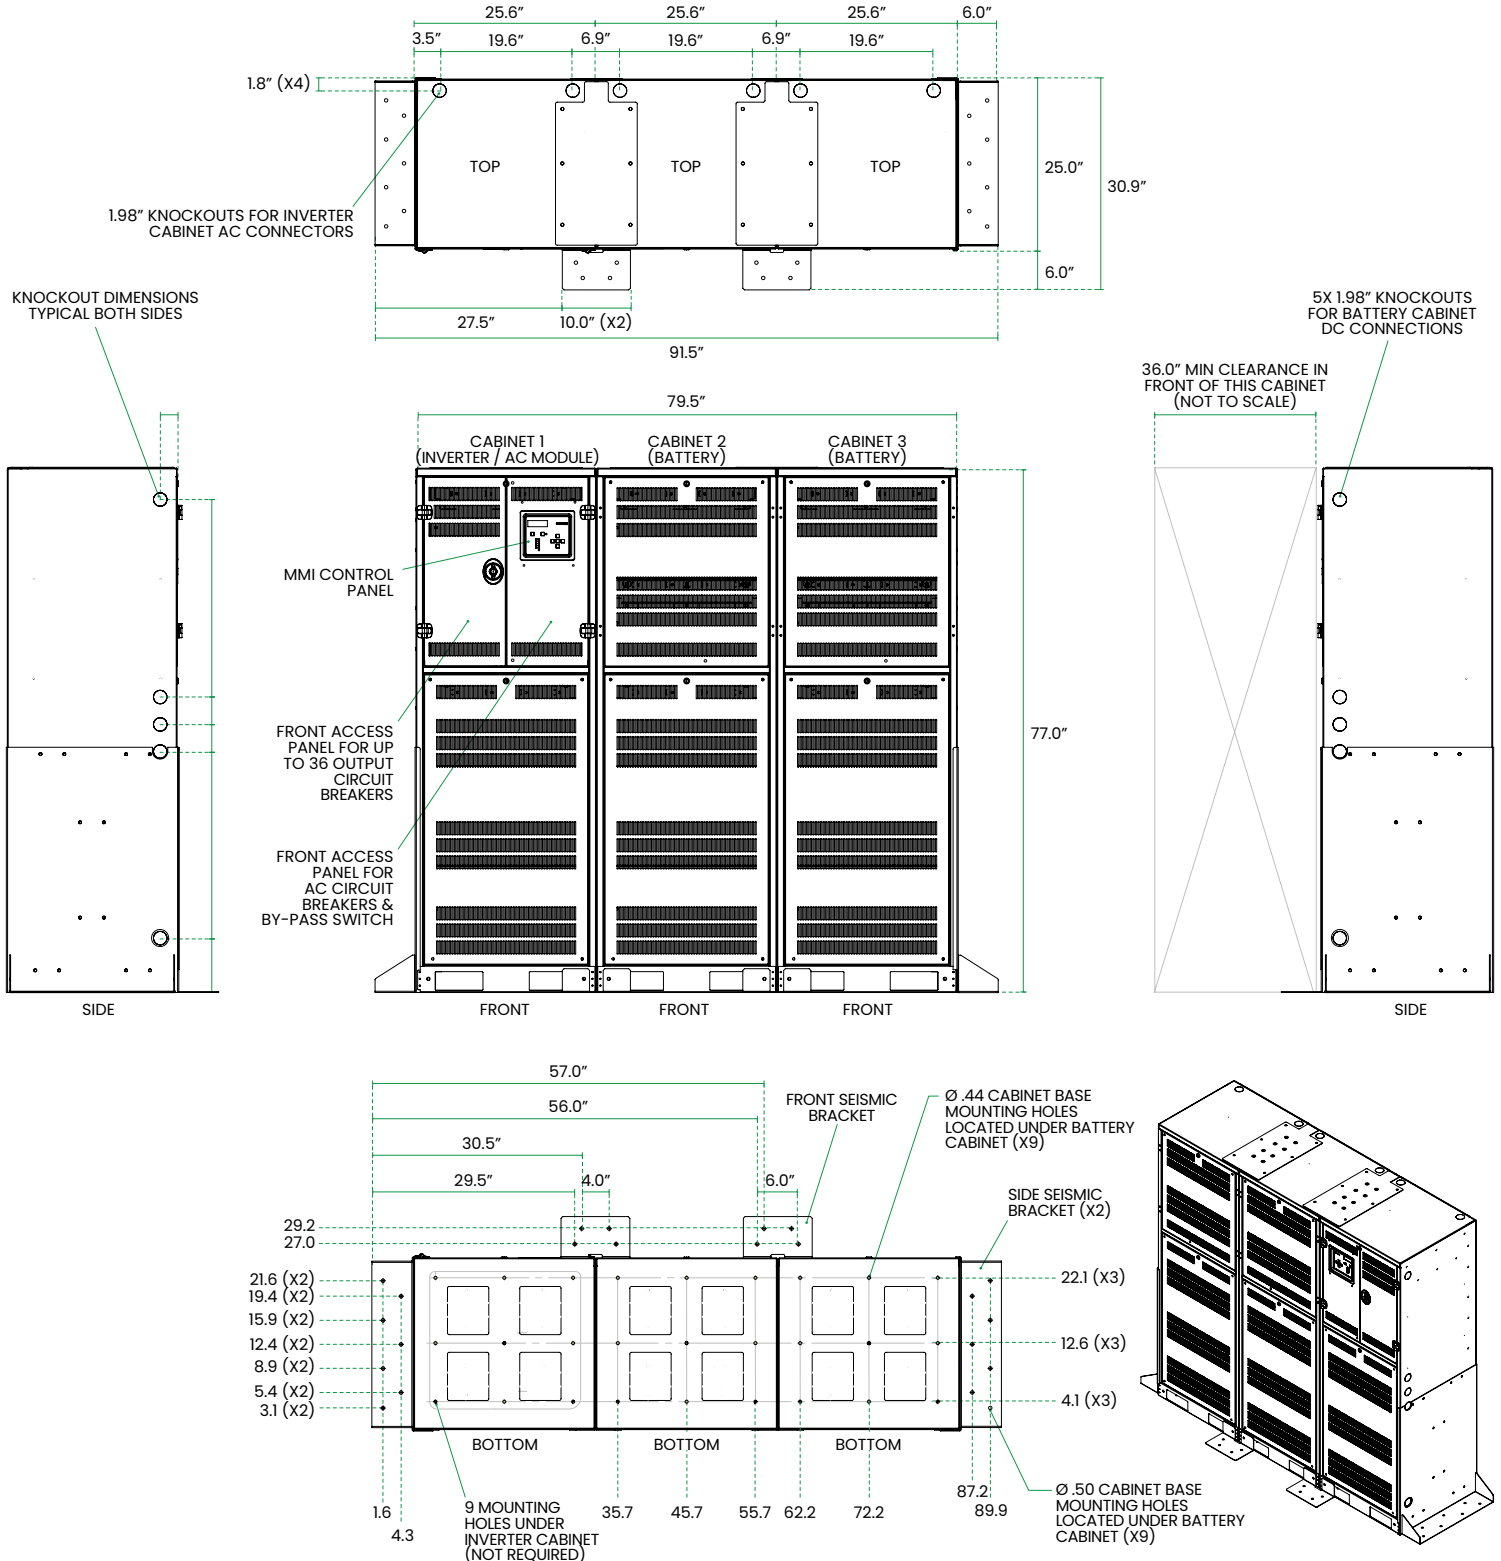 25.6" 25.6" 25.6" 6.0"
3.5" 19.6" 6.9" 19.6" 6.9" 19.6"
1.8" (X4)
TOP TOP TOP
25.0"
30.9"
1.98" KNOCKOUTS FOR INVERTER
CABINET AC CONNECTORS
6.0"
27.5" 10.0" (X2)
91.5"
KNOCKOUT DIMENSIONS
TYPICAL BOTH SIDES
5X 1.98" KNOCKOUTS
FOR BATTERY CABINET
DC CONNECTIONS
36.0" MIN CLEARANCE IN
FRONT OF THIS CABINET
(NOT TO SCALE)
79.5"
CABINET 1
(INVERTER / AC MODULE)
CABINET 2
(BATTERY)
CABINET 3
(BATTERY)
MMI CONTROL
PANEL
FRONT ACCESS
PANEL FOR UP
TO 36 OUTPUT
CIRCUIT
BREAKERS
77.0"
FRONT ACCESS
PANEL FOR
AC CIRCUIT
BREAKERS &
BY-PASS SWITCH
SIDE FRONT FRONT FRONT SIDE
57.0"
56.0"
30.5"
29.5" 4.0" 6.0"
FRONT SEISMIC
BRACKET
Ø .44 CABINET BASE
MOUNTING HOLES
LOCATED UNDER BATTERY
CABINET (X9)
SIDE SEISMIC
BRACKET (X2)
29.2
27.0
21.6 (X2)
19.4 (X2)
15.9 (X2)
12.4 (X2)
8.9 (X2)
5.4 (X2)
3.1 (X2)
22.1 (X3)
12.6 (X3)
4.1 (X3)
BOTTOM BOTTOM BOTTOM
1.6
4.3
9 MOUNTING
HOLES UNDER
INVERTER CABINET
(NOT REQUIRED)
35.7 45.7 55.7 62.2 72.2
87.2
89.9
Ø .50 CABINET BASE
MOUNTING HOLES
LOCATED UNDER BATTERY
CABINET (X9)